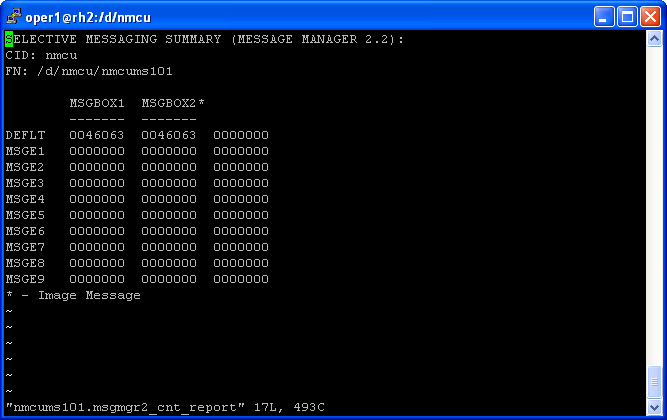 oper1@rh2:/d/nmcu
SELECTIVE MESSAGING SUMMARY (MESSAGE MANAGER 2.2):
CID: nmcu
FN: /d/nmcu/nmcums101
MSGBOX1 MSGBOX2*
------- -------
DEFLT 0046063 0046063 0000000
MSGE1 0000000 0000000 0000000
MSGE2 0000000 0000000 0000000
MSGE3 0000000 0000000 0000000
MSGE4 0000000 0000000 0000000
MSGE5 0000000 0000000 0000000
MSGE6 0000000 0000000 0000000
MSGE7 0000000 0000000 0000000
MSGE8 0000000 0000000 0000000
MSGE9 0000000 0000000 0000000
* - Image Message
~
~
~
~
~
~
"nmcums101.msgmgr2_cnt_report" 17L, 493C